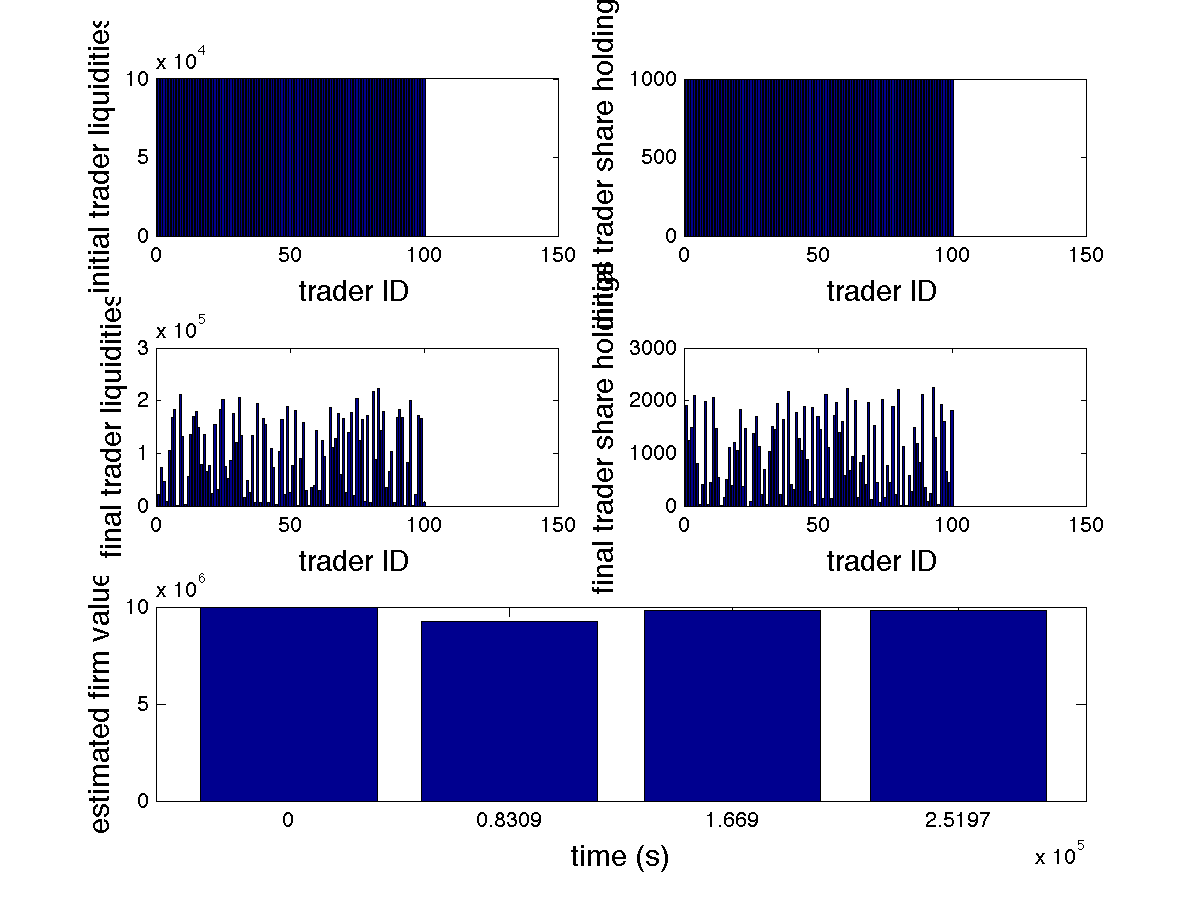 x 10^4
10
5
0
0 50 100 150
initial trader liquidities
trader ID
1000
500
0
0 50 100 150
trader share holding
trader ID
x 10^5
3
2
1
0
0 50 100 150
final trader liquidities
trader ID
3000
2000
1000
0
0 50 100 150
final trader share holdings
trader ID
x 10^6
10
5
0
0 0.8309 1.669 2.5197
estimated firm value
time (s)
x 10^5